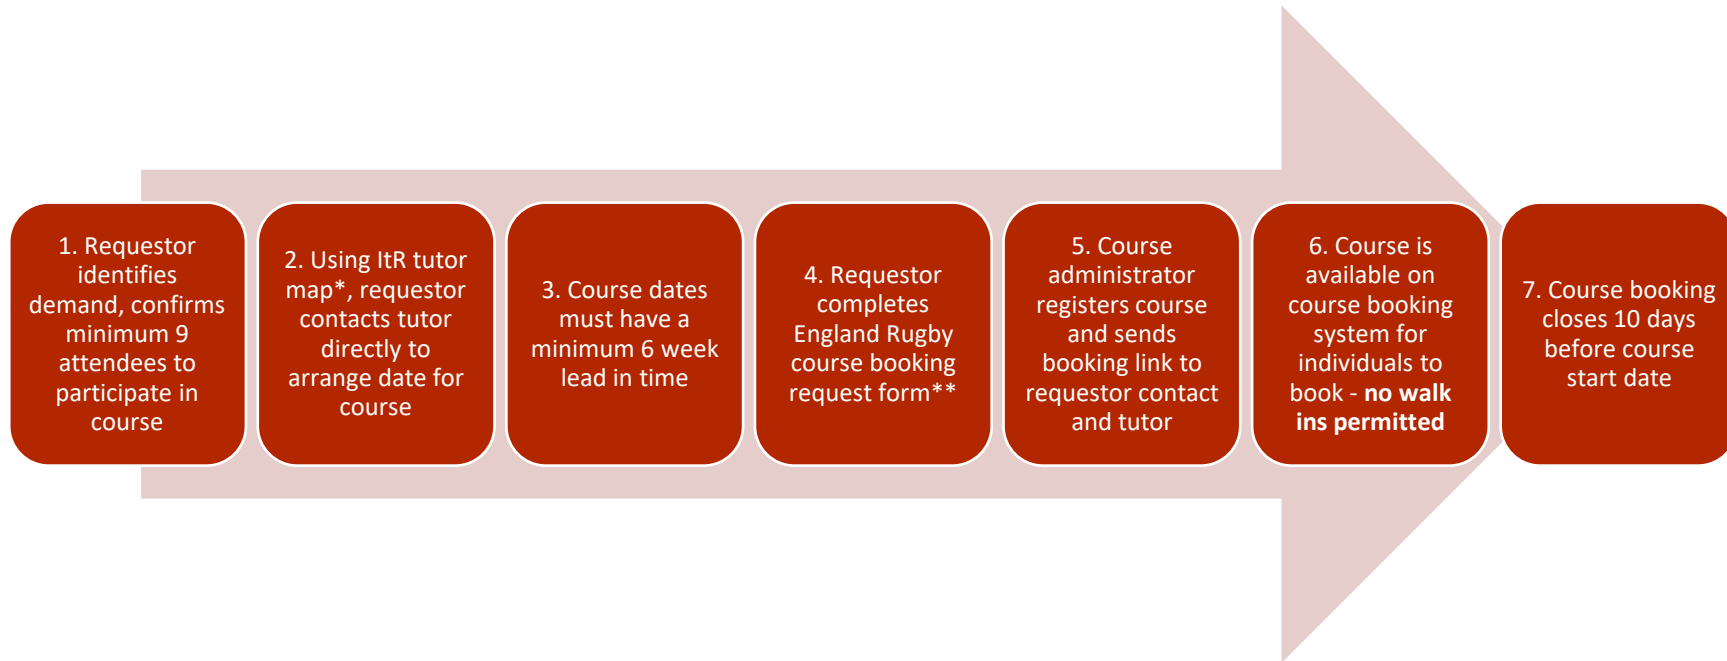 1. Requestor
identifies
demand, confirms
minimum 9
attendees to
participate in
course
2. Using ItR tutor
map*, requestor
contacts tutor
directly to
arrange date for
course
3. Course dates
must have a
minimum 6 week
lead in time
4. Requestor
completes
England Rugby
course booking
request form**
5. Course
administrator
registers course
and sends
booking link to
requestor contact
and tutor
6. Course is
available on
course booking
system for
individuals to
book - no walk
ins permitted
7. Course booking
closes 10 days
before course
start date